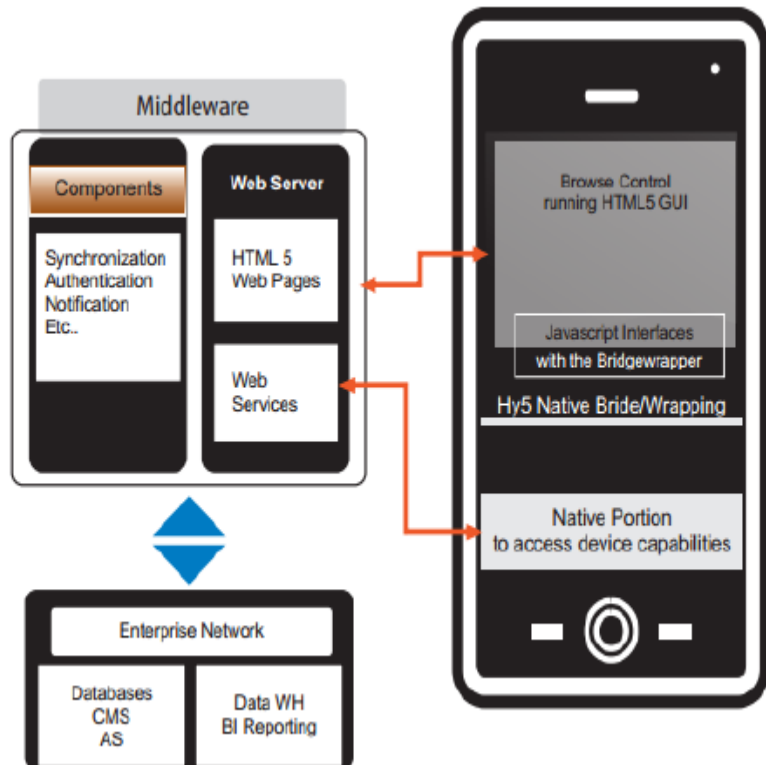 Middleware
Components
Synchronization
Authentication
Notification
Etc..
Web Server
HTML 5
Web Pages
Web
Services
Enterprise Network
Databases
CMS
AS
Data WH
BI Reporting
Browse Control
running HTML5 GUI
Javascript Interfaces
with the Bridgewrapper
Hy5 Native Bride/Wrapping
Native Portion
to access device capabilities